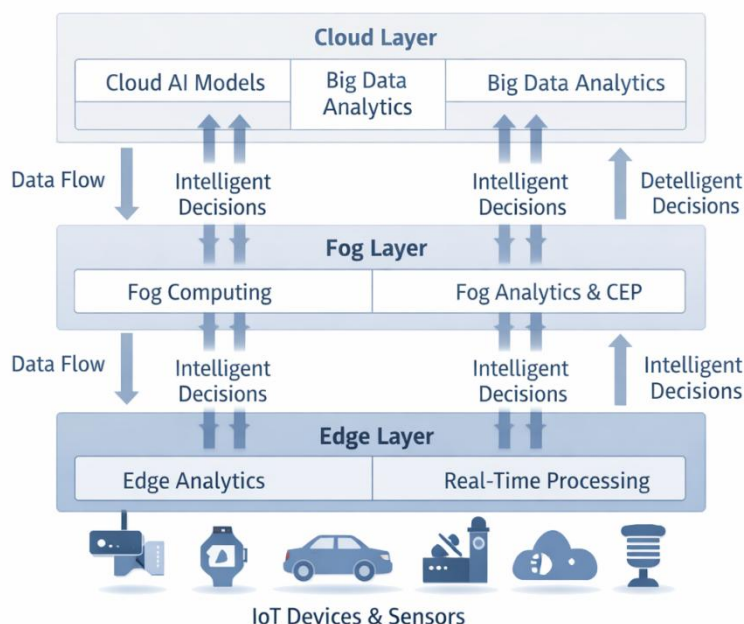 Cloud Layer
Cloud AI Models
Big Data
Analytics
Big Data Analytics
Data Flow
Intelligent
Decisions
Intelligent
Decisions
Detelligent
Decisions
Fog Layer
Fog Computing
Fog Analytics & CEP
Data Flow
Intelligent
Decisions
Intelligent
Decisions
Intelligent
Decisions
Edge Layer
Edge Analytics
Real-Time Processing
IoT Devices & Sensors